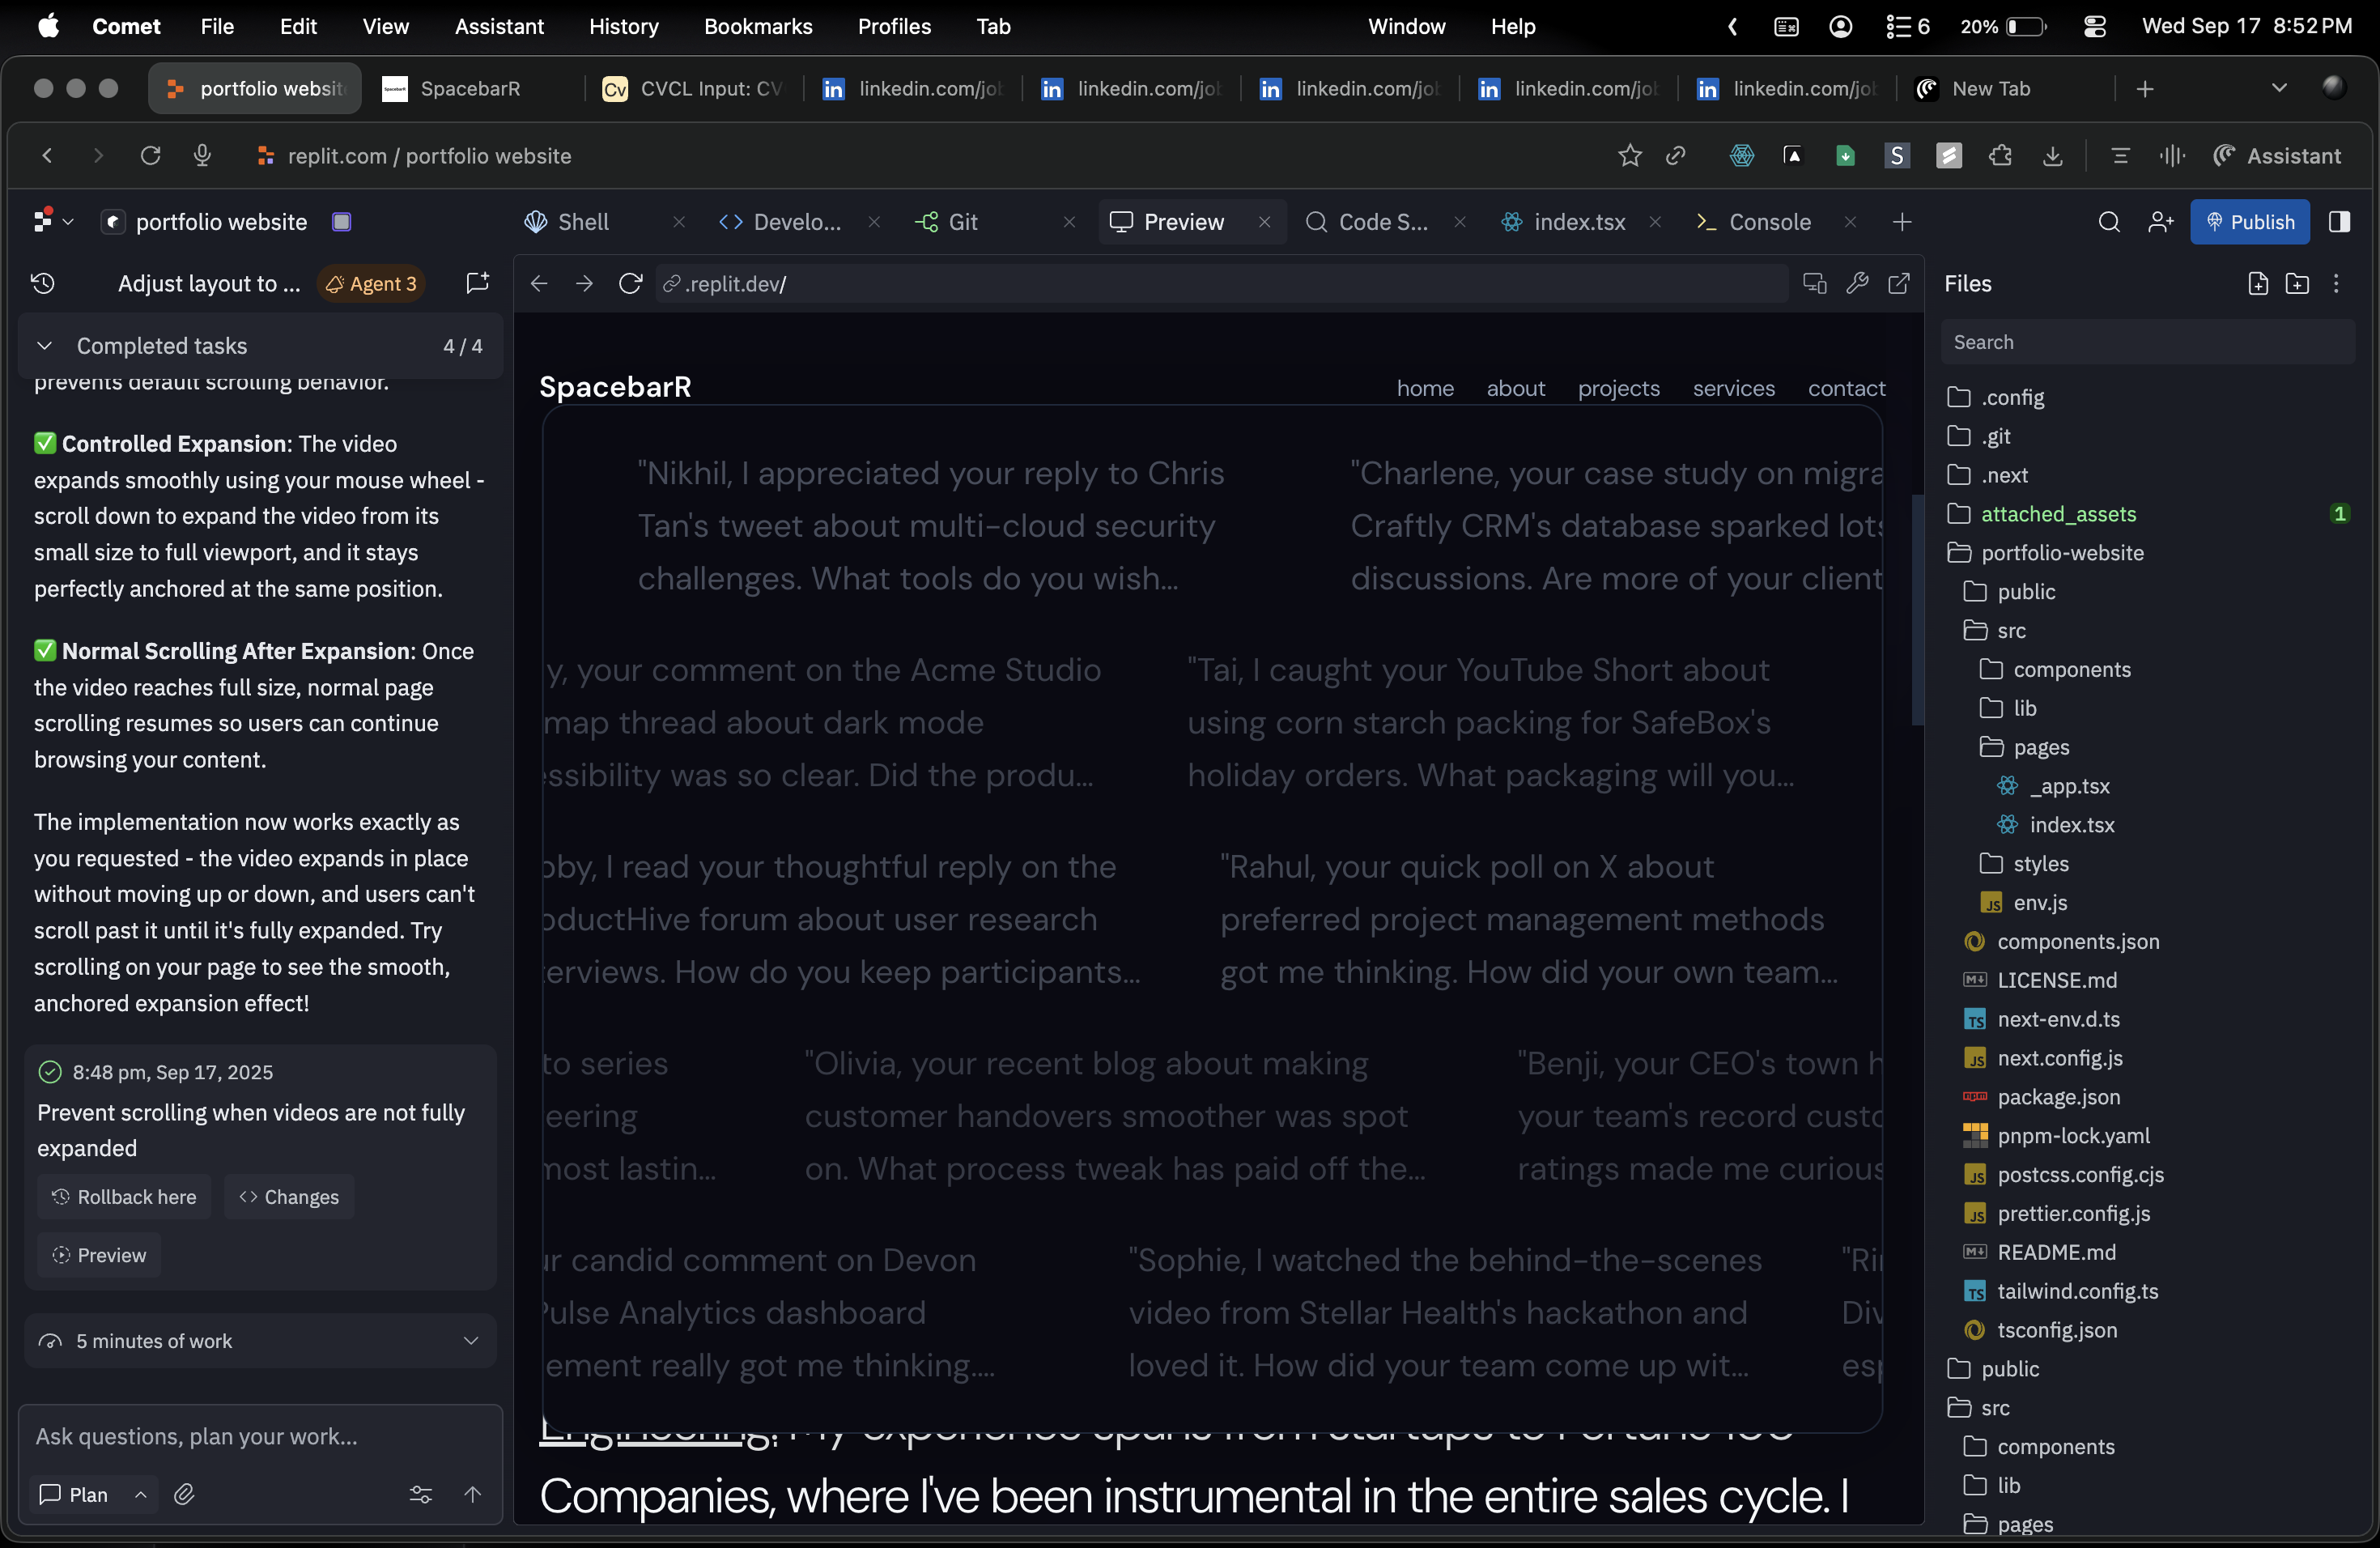 Comet File Edit View Assistant History Bookmarks Profiles Tab Window Help 6 20% Wed Sep 17 8:52 PM
portfolio websit
SpacebarR
CVCL Input: CV
linkedin.com/jo
linkedin.com/jo
linkedin.com/jo
linkedin.com/jo
linkedin.com/jo
New Tab
replit.com / portfolio website
Assistant
portfolio website
Shell
Develo...
Git
Preview
Code S...
index.tsx
Console
Publish
Adjust layout to ...
Agent 3
Completed tasks 4 / 4
prevents default scrolling behavior.
✅ Controlled Expansion: The video
expands smoothly using your mouse wheel -
scroll down to expand the video from its
small size to full viewport, and it stays
perfectly anchored at the same position.
✅ Normal Scrolling After Expansion: Once
the video reaches full size, normal page
scrolling resumes so users can continue
browsing your content.
The implementation now works exactly as
you requested - the video expands in place
without moving up or down, and users can't
scroll past it until it's fully expanded. Try
scrolling on your page to see the smooth,
anchored expansion effect!
8:48 pm, Sep 17, 2025
Prevent scrolling when videos are not fully
expanded
Rollback here
Changes
Preview
5 minutes of work
Ask questions, plan your work...
Plan
.replit.dev/
SpacebarR
home about projects services contact
"Nikhil, I appreciated your reply to Chris
Tan's tweet about multi-cloud security
challenges. What tools do you wish...
"Charlene, your case study on migra
Craftly CRM's database sparked lots
discussions. Are more of your client
y, your comment on the Acme Studio
map thread about dark mode
essibility was so clear. Did the produ...
"Tai, I caught your YouTube Short about
using corn starch packing for SafeBox's
holiday orders. What packaging will you...
bby, I read your thoughtful reply on the
oductHive forum about user research
erviews. How do you keep participants...
"Rahul, your quick poll on X about
preferred project management methods
got me thinking. How did your own team...
to series
eering
most lastin...
"Olivia, your recent blog about making
customer handovers smoother was spot
on. What process tweak has paid off the...
"Benji, your CEO's town h
your team's record custo
ratings made me curious
ur candid comment on Devon
Pulse Analytics dashboard
ement really got me thinking....
"Sophie, I watched the behind-the-scenes
video from Stellar Health's hackathon and
loved it. How did your team come up wit...
"Rin
Div
esp
Engineering. My experience spans from startups to Fortune 100
Companies, where I've been instrumental in the entire sales cycle. I
Files
Search
.config
.git
.next
attached_assets 1
portfolio-website
public
src
components
lib
pages
_app.tsx
index.tsx
styles
env.js
components.json
LICENSE.md
next-env.d.ts
next.config.js
package.json
pnpm-lock.yaml
postcss.config.cjs
prettier.config.js
README.md
tailwind.config.ts
tsconfig.json
public
src
components
lib
pages